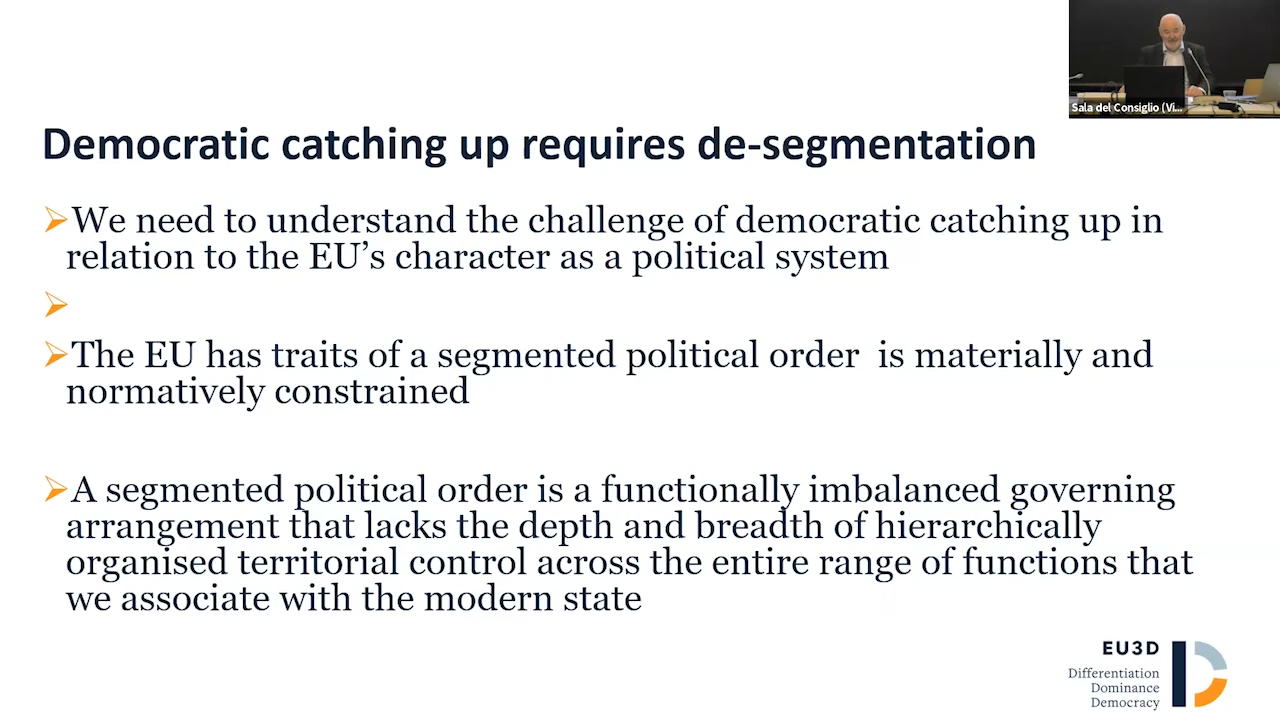 Sala del Consiglio (Vi...
Democratic catching up requires de-segmentation
We need to understand the challenge of democratic catching up in
relation to the EU’s character as a political system
The EU has traits of a segmented political order  is materially and
normatively constrained
A segmented political order is a functionally imbalanced governing
arrangement that lacks the depth and breadth of hierarchically
organised territorial control across the entire range of functions that
we associate with the modern state
EU3D
Differentiation
Dominance
Democracy